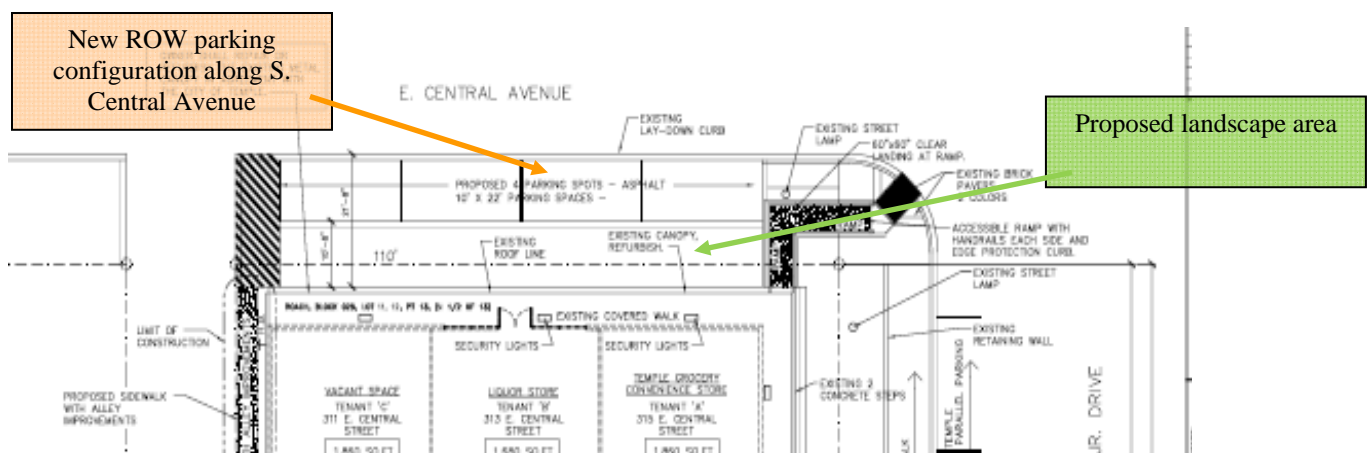 New ROW parking
configuration along S.
Central Avenue
THE CITY OF TEMPLE.
E. CENTRAL AVENUE
Proposed landscape area
EXISTING
LAY-DOWN CURB
EXISTING STREET
LAMP
60"x60" CLEAR
LANDING AT RAMP.
EXISTING BRICK
PAVERS
COLORS
PROPOSED 4 PARKING SPOTS - ASPHALT
10' X 22' PARKING SPACES -
ACCESSIBLE RAMP WITH
HANDRAILS EACH SIDE AND
EDGE PROTECTION CURB.
EXISTING CANOPY,
REFURBISH.
EXISTING
ROOF LINE
110'
EXISTING STREET
LAMP
EXISTING COVERED WALK
SECURITY LIGHTS
SECURITY LIGHTS
EXISTING
RETAINING WALL
LIMIT OF
CONSTRUCTION
PROPOSED SIDEWALK
WITH ALLEY
IMPROVEMENTS
VACANT SPACE
TENANT 'C'
311 E. CENTRAL
STREET
LIQUOR STORE
TENANT 'B'
313 E. CENTRAL
STREET
TEMPLE GROCERY
CONVENIENCE STORE
TENANT 'A'
315 E. CENTRAL
STREET
EXISTING 2
CONCRETE STEPS
TEMPLE
PARALLEL PARKING
JR. DRIVE